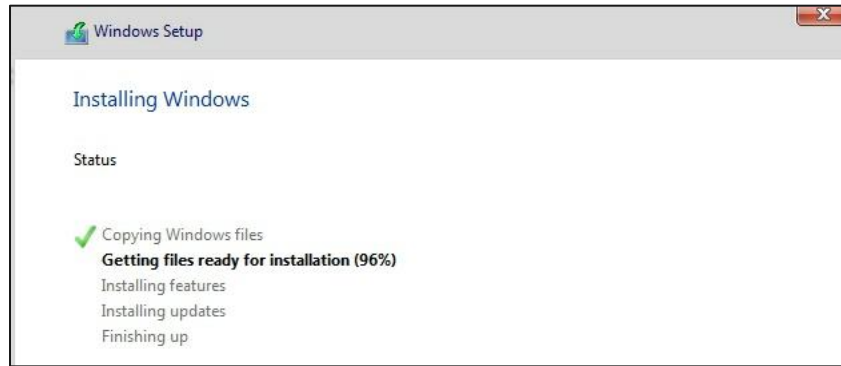 Windows Setup
Installing Windows
Status
Copying Windows files
Getting files ready for installation (96%)
Installing features
Installing updates
Finishing up